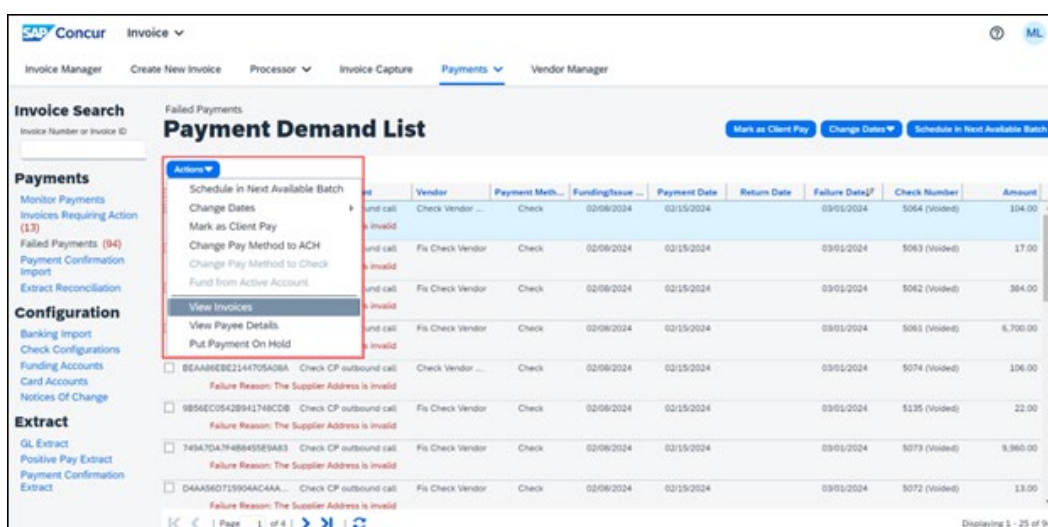 SAP Concur Invoice ML
Invoice Manager Create New Invoice Processor Invoice Capture Payments Vendor Manager
Invoice Search
Invoice Number or Invoice ID
Payments
Monitor Payments
Invoices Requiring Action
(13)
Failed Payments (94)
Payment Confirmation
Import
Extract Reconciliation
Configuration
Banking Import
Check Configurations
Funding Accounts
Card Accounts
Notices Of Change
Extract
GL Extract
Positive Pay Extract
Payment Confirmation
Extract
Failed Payments
Payment Demand List
Mark as Client Pay Change Dates Schedule in Next Available Batch
Actions
Schedule in Next Available Batch
Change Dates
Mark as Client Pay
Change Pay Method to ACH
Change Pay Method to Check
Fund from Active Account
View Invoices
View Payee Details
Put Payment On Hold
Vendor Payment Meth... Funding/Issue ... Payment Date Return Date Failure Date Check Number Amount
und call Check Vendor ... Check 02/08/2024 02/15/2024 03/01/2024 5064 (Voided) 104.00
is invalid
und call Fis Check Vendor Check 02/08/2024 02/15/2024 03/01/2024 5063 (Voided) 17.00
is invalid
und call Fis Check Vendor Check 02/08/2024 02/15/2024 03/01/2024 5062 (Voided) 384.00
is invalid
und call Fis Check Vendor Check 02/08/2024 02/15/2024 03/01/2024 5061 (Voided) 6,700.00
is invalid
Check CP outbound call Check Vendor ... Check 02/08/2024 02/15/2024 03/01/2024 5074 (Voided) 106.00
Failure Reason: The Supplier Address is invalid
Check CP outbound call Fis Check Vendor Check 02/08/2024 02/15/2024 03/01/2024 5135 (Voided) 22.00
Failure Reason: The Supplier Address is invalid
Check CP outbound call Fis Check Vendor Check 02/08/2024 02/15/2024 03/01/2024 5073 (Voided) 9,960.00
Failure Reason: The Supplier Address is invalid
Check CP outbound call Fis Check Vendor Check 02/08/2024 02/15/2024 03/01/2024 5072 (Voided) 13.00
Failure Reason: The Supplier Address is invalid
Page 1 of 4 Displaying 1 - 25 of